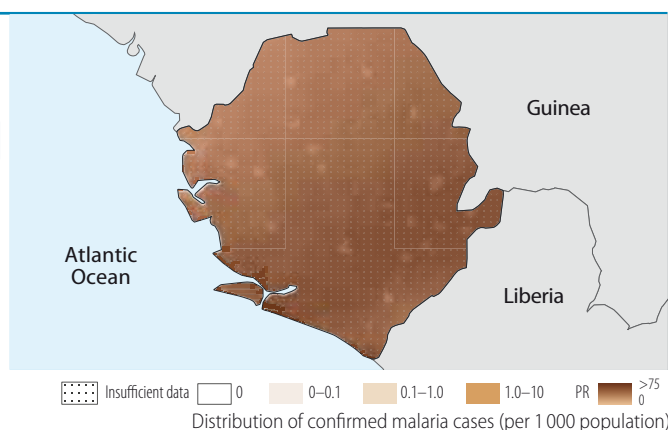 Guinea
Atlantic
Ocean
Liberia
Insufficient data 0 0–0.1 0.1–1.0 1.0–10 PR >75
0
Distribution of confirmed malaria cases (per 1 000 population)